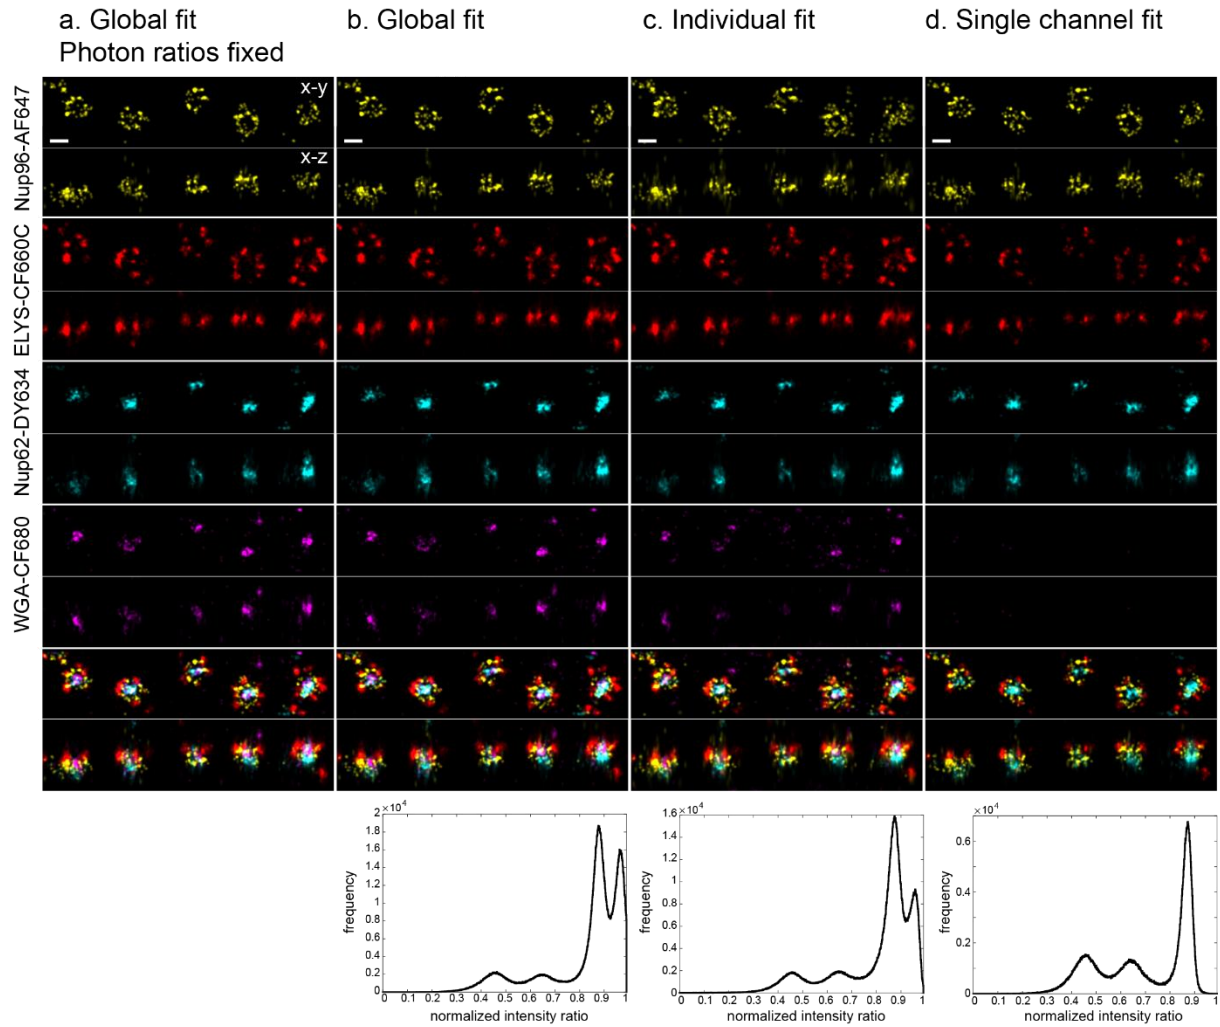 a. Global fit
Photon ratios fixed
b. Global fit
c. Individual fit
d. Single channel fit
Nup96-AF647
x-y
x-z
ELYS-CF660C
Nup62-DY634
WGA-CF680
×10⁴
2
1.8
1.6
1.4
1.2
1
0.8
0.6
0.4
0.2
0
frequency
0 0.1 0.2 0.3 0.4 0.5 0.6 0.7 0.8 0.9 1
normalized intensity ratio
×10⁴
1.6
1.4
1.2
1
0.8
0.6
0.4
0.2
0
frequency
0 0.1 0.2 0.3 0.4 0.5 0.6 0.7 0.8 0.9 1
normalized intensity ratio
×10⁴
0.6
0.4
0.2
0
frequency
0 0.1 0.2 0.3 0.4 0.5 0.6 0.7 0.8 0.9 1
normalized intensity ratio